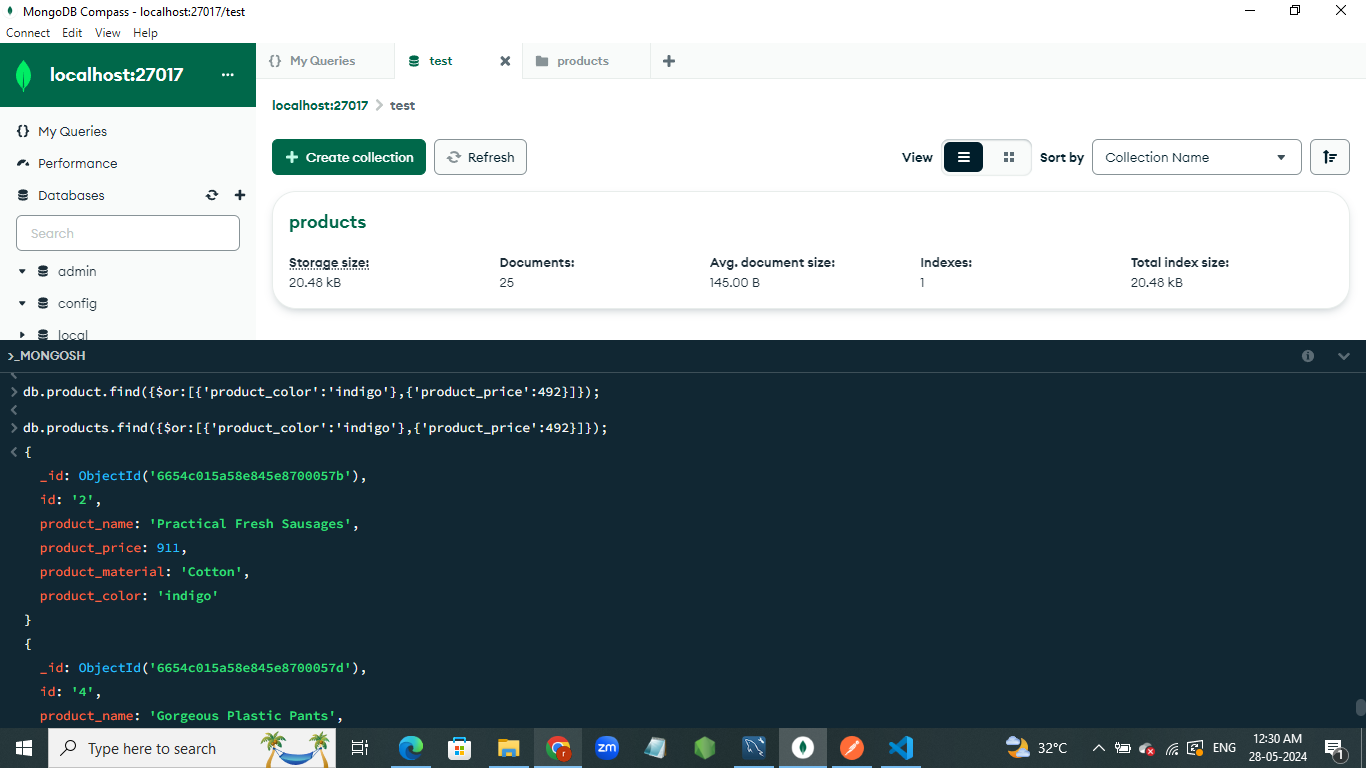 MongoDB Compass - localhost:27017/test
Connect Edit View Help
localhost:27017 ...
{} My Queries
test
products
localhost:27017 > test
{} My Queries
Performance
Databases
Search
admin
config
local
+ Create collection
Refresh
View
Sort by
Collection Name
products
Storage size: Documents: Avg. document size: Indexes: Total index size:
20.48 kB 25 145.00 B 1 20.48 kB
>_MONGOSH
> db.product.find({$or:[{'product_color':'indigo'},{'product_price':492}]});
<
> db.products.find({$or:[{'product_color':'indigo'},{'product_price':492}]});
< {
_id: ObjectId('6654c015a58e845e8700057b'),
id: '2',
product_name: 'Practical Fresh Sausages',
product_price: 911,
product_material: 'Cotton',
product_color: 'indigo'
}
{
_id: ObjectId('6654c015a58e845e8700057d'),
id: '4',
product_name: 'Gorgeous Plastic Pants',
Type here to search
zm
r
32°C
ENG
12:30 AM
28-05-2024
1